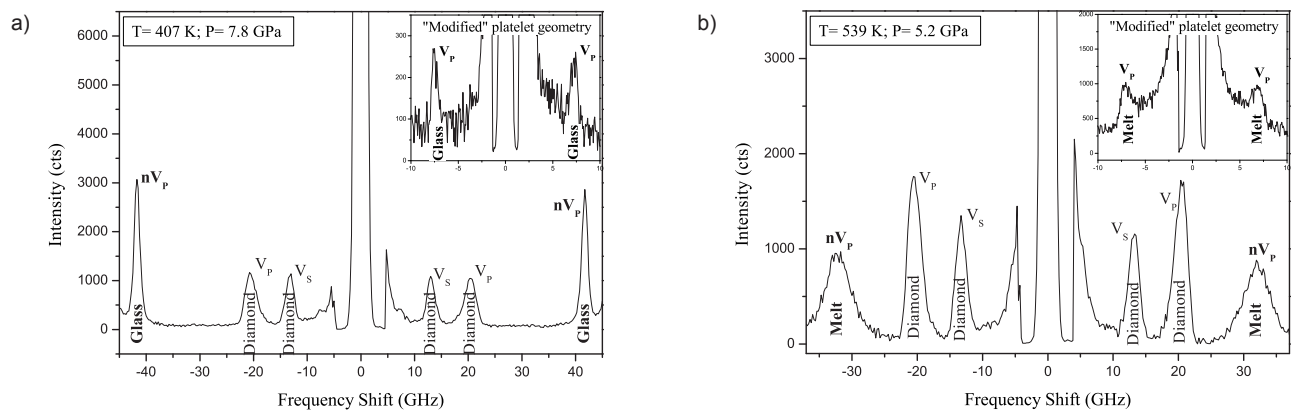 a)
T= 407 K; P= 7.8 GPa
"Modified" platelet geometry
V_P
V_P
Glass
Glass
300
200
100
0
-10
-5
0
5
10
6500
6000
5000
4000
3000
2000
1000
0
Intensity (cts)
nV_P
nV_P
V_P
V_S
V_S
V_P
Glass
Diamond
Diamond
Diamond
Diamond
Glass
-40
-30
-20
-10
0
10
20
30
40
Frequency Shift (GHz)
b)
T= 539 K; P= 5.2 GPa
"Modified" platelet geometry
V_P
V_P
Melt
Melt
2000
1500
1000
500
0
-10
-5
0
5
10
3000
2000
1000
0
Intensity (cts)
nV_P
V_P
V_S
V_S
V_P
nV_P
Melt
Diamond
Diamond
Diamond
Diamond
Melt
-30
-20
-10
0
10
20
30
Frequency Shift (GHz)